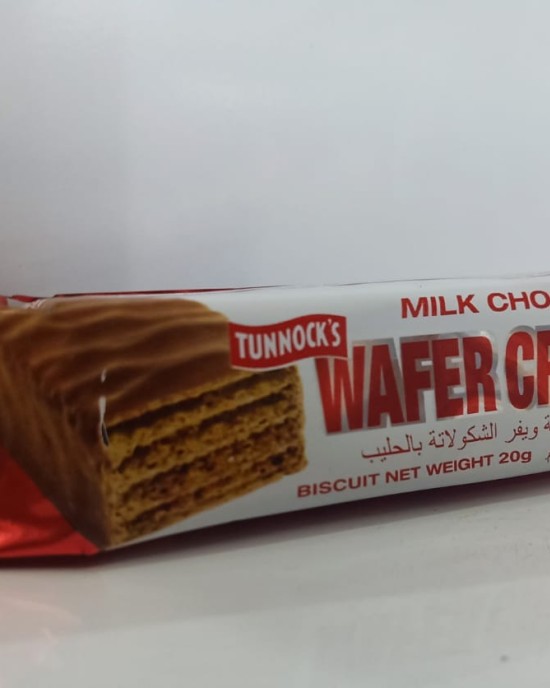 MILK CHO
TUNNOCK'S
WAFER CR
ويفر الشكولاتة بالحليب
BISCUIT NET WEIGHT 20g